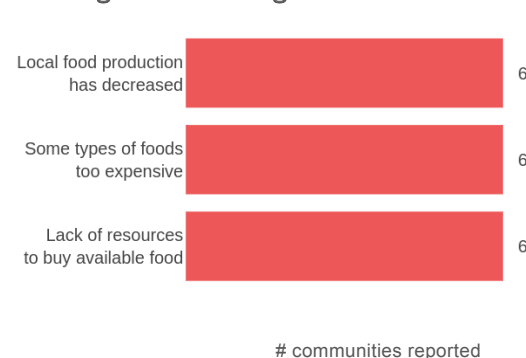 Local food production
has decreased
6
Some types of foods
too expensive
6
Lack of resources
to buy available food
6
# communities reported